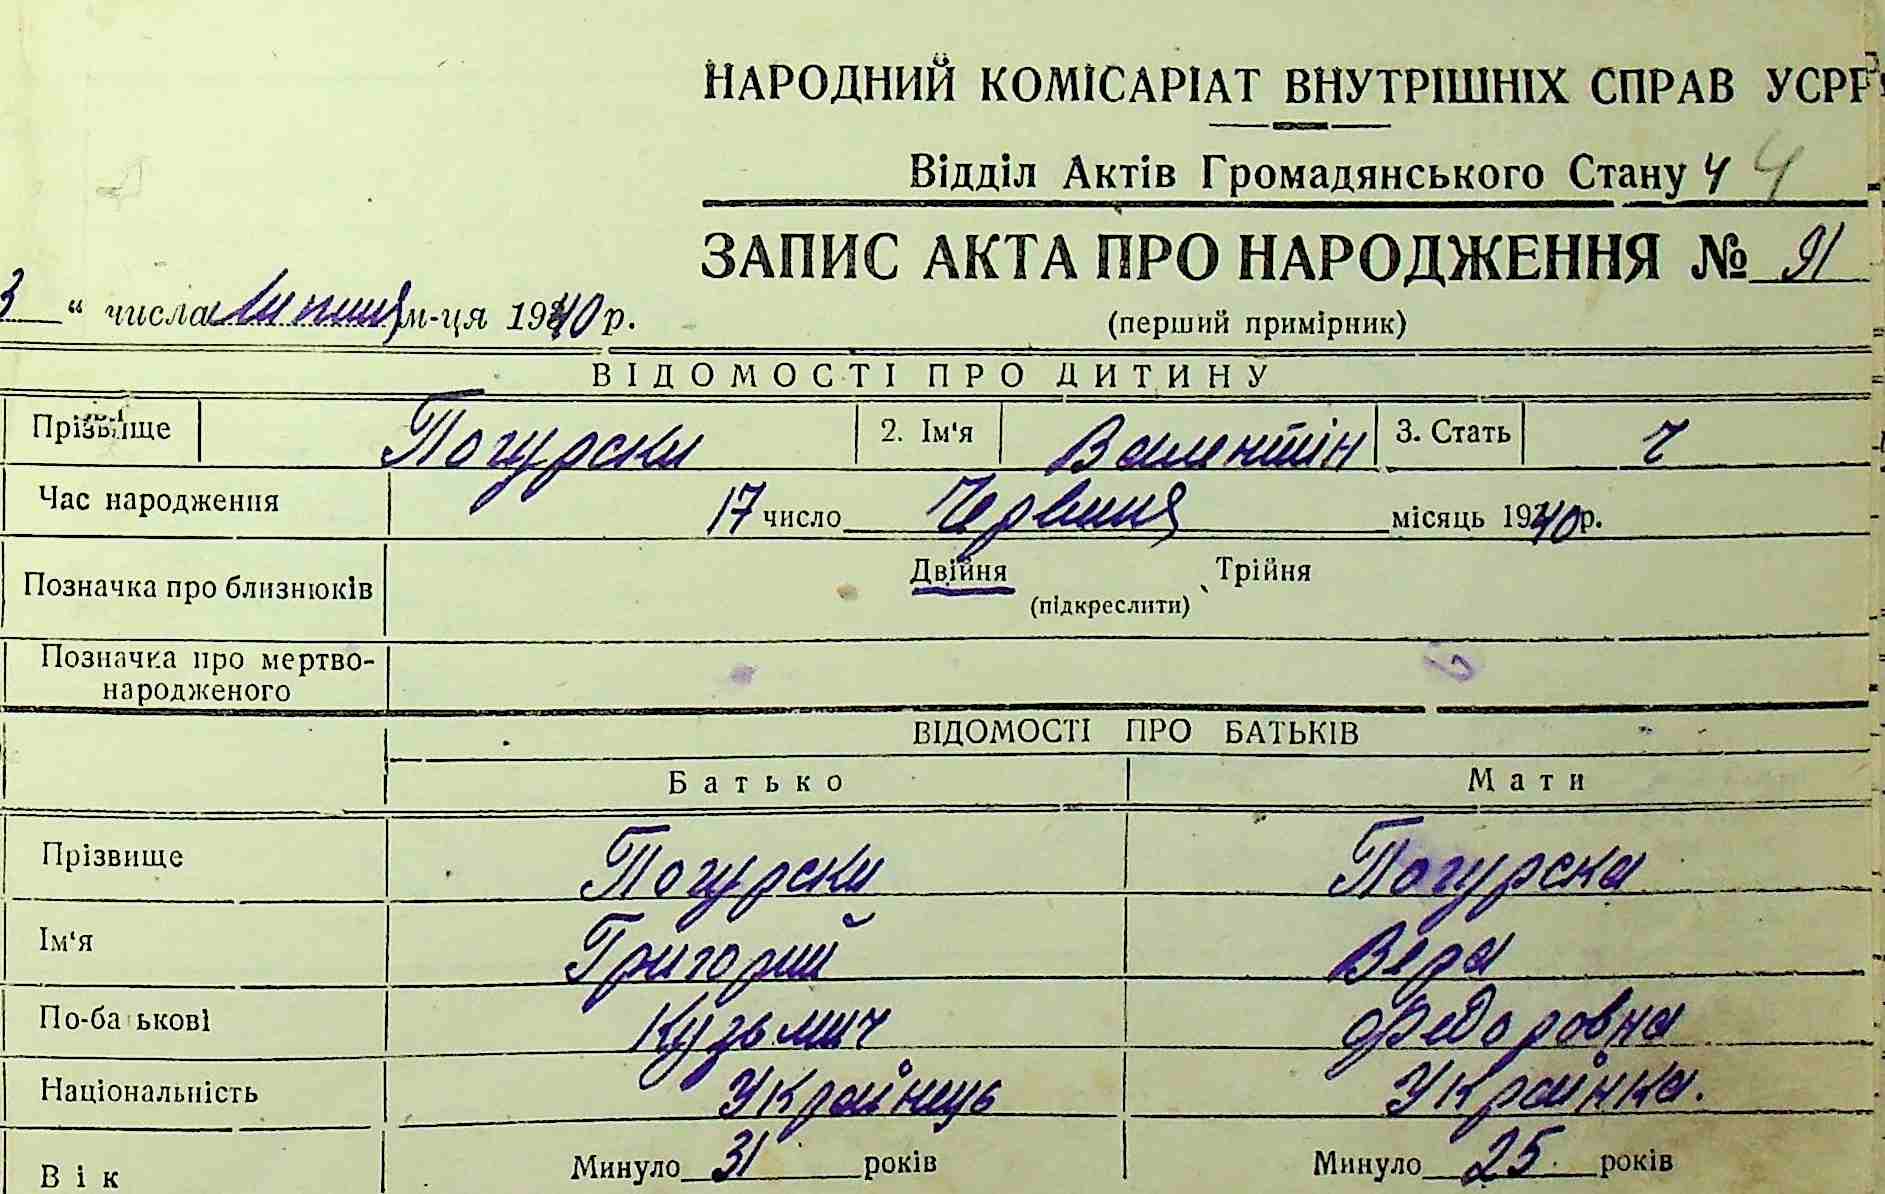 НАРОДНИЙ КОМІСАРІАТ ВНУТРІШНІХ СПРАВ УСРР
Відділ Актів Громадянського Стану 4 4
ЗАПИС АКТА ПРО НАРОДЖЕННЯ № 91
3 “ числа Липня м-ця 1940 р.
(перший примірник)
ВІДОМОСТІ ПРО ДИТИНУ
Прізвище Погурски 2. Ім'я Валентін 3. Стать ч
Час народження 17 число Червня місяць 1940 р.
Позначка про близнюків Двійня Трійня
(підкреслити)
Позначка про мертво-
народженого
ВІДОМОСТІ ПРО БАТЬКІВ
Батько Мати
Прізвище Погурски Погурска
Ім'я Григорий Вера
По-батькові Кузьмич Федоровна
Національність Українець Українка.
Вік Минуло 31 років Минуло 25 років